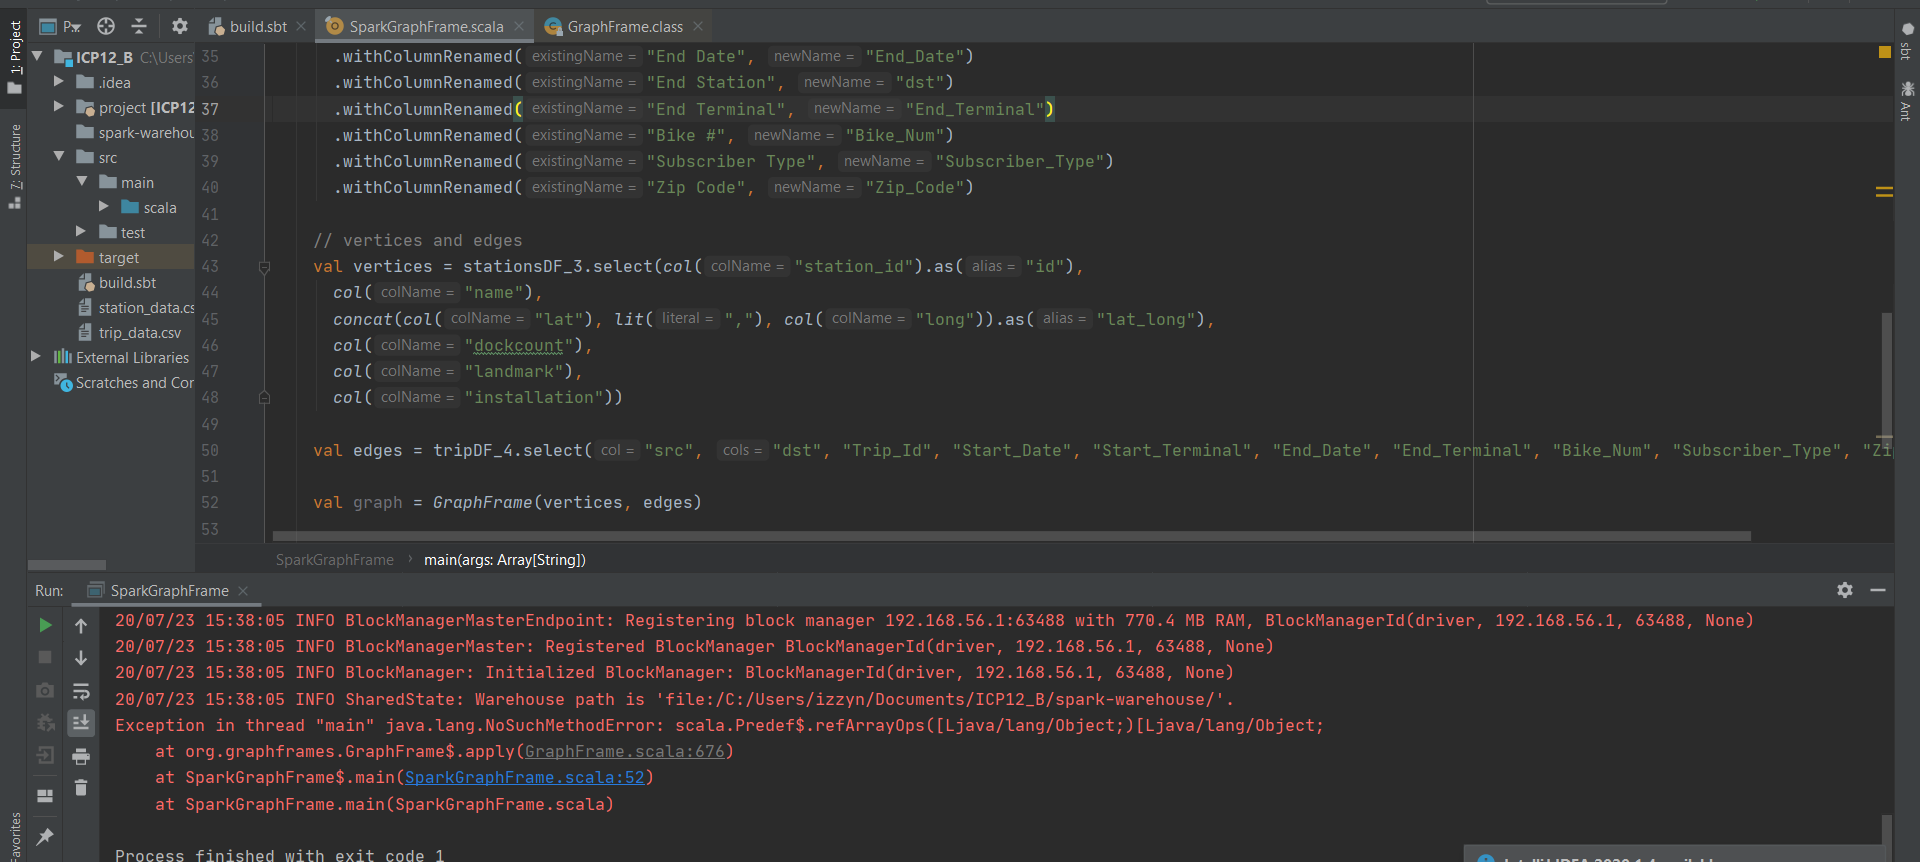 P...
build.sbt
SparkGraphFrame.scala
GraphFrame.class
1: Project
7: Structure
Favorites
sbt
Ant
ICP12_B C:\Users
.idea
project [ICP12
spark-warehou
src
main
scala
test
target
build.sbt
station_data.cs
trip_data.csv
External Libraries
Scratches and Cor
35 .withColumnRenamed( existingName = "End Date", newName = "End_Date")
36 .withColumnRenamed( existingName = "End Station", newName = "dst")
37 .withColumnRenamed( existingName = "End Terminal", newName = "End_Terminal")
38 .withColumnRenamed( existingName = "Bike #", newName = "Bike_Num")
39 .withColumnRenamed( existingName = "Subscriber Type", newName = "Subscriber_Type")
40 .withColumnRenamed( existingName = "Zip Code", newName = "Zip_Code")
41
42 // vertices and edges
43 val vertices = stationsDF_3.select(col( colName = "station_id").as( alias = "id"),
44 col( colName = "name"),
45 concat(col( colName = "lat"), lit( literal = ","), col( colName = "long")).as( alias = "lat_long"),
46 col( colName = "dockcount"),
47 col( colName = "landmark"),
48 col( colName = "installation"))
49
50 val edges = tripDF_4.select( col = "src", cols = "dst", "Trip_Id", "Start_Date", "Start_Terminal", "End_Date", "End_Terminal", "Bike_Num", "Subscriber_Type", "Zi
51
52 val graph = GraphFrame(vertices, edges)
53
SparkGraphFrame › main(args: Array[String])
Run: SparkGraphFrame
20/07/23 15:38:05 INFO BlockManagerMasterEndpoint: Registering block manager 192.168.56.1:63488 with 770.4 MB RAM, BlockManagerId(driver, 192.168.56.1, 63488, None)
20/07/23 15:38:05 INFO BlockManagerMaster: Registered BlockManager BlockManagerId(driver, 192.168.56.1, 63488, None)
20/07/23 15:38:05 INFO BlockManager: Initialized BlockManager: BlockManagerId(driver, 192.168.56.1, 63488, None)
20/07/23 15:38:05 INFO SharedState: Warehouse path is 'file:/C:/Users/izzyn/Documents/ICP12_B/spark-warehouse/'.
Exception in thread "main" java.lang.NoSuchMethodError: scala.Predef$.refArrayOps([Ljava/lang/Object;)[Ljava/lang/Object;
at org.graphframes.GraphFrame$.apply(GraphFrame.scala:676)
at SparkGraphFrame$.main(SparkGraphFrame.scala:52)
at SparkGraphFrame.main(SparkGraphFrame.scala)
Process finished with exit code 1